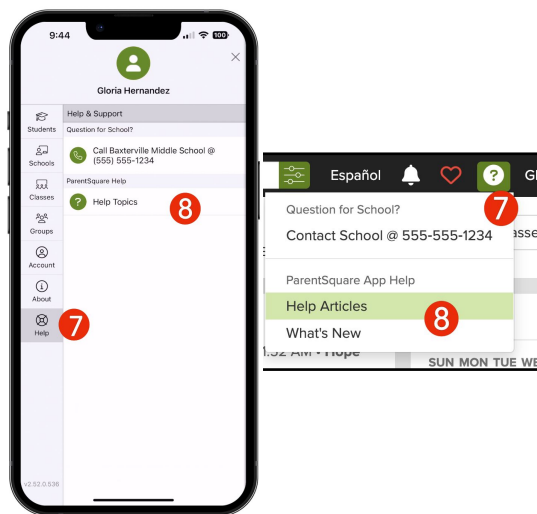 9:44
100
Gloria Hernandez
Students
Schools
Classes
Groups
Account
About
Help
7
Help & Support
Question for School?
Call Baxterville Middle School @
(555) 555-1234
ParentSquare Help
? Help Topics
8
v2.52.0.536
Español ? Gl
7
Question for School?
Contact School @ 555-555-1234
asse
ParentSquare App Help
Help Articles
8
What's New
1:52 AM • Hope
SUN MON TUE WE